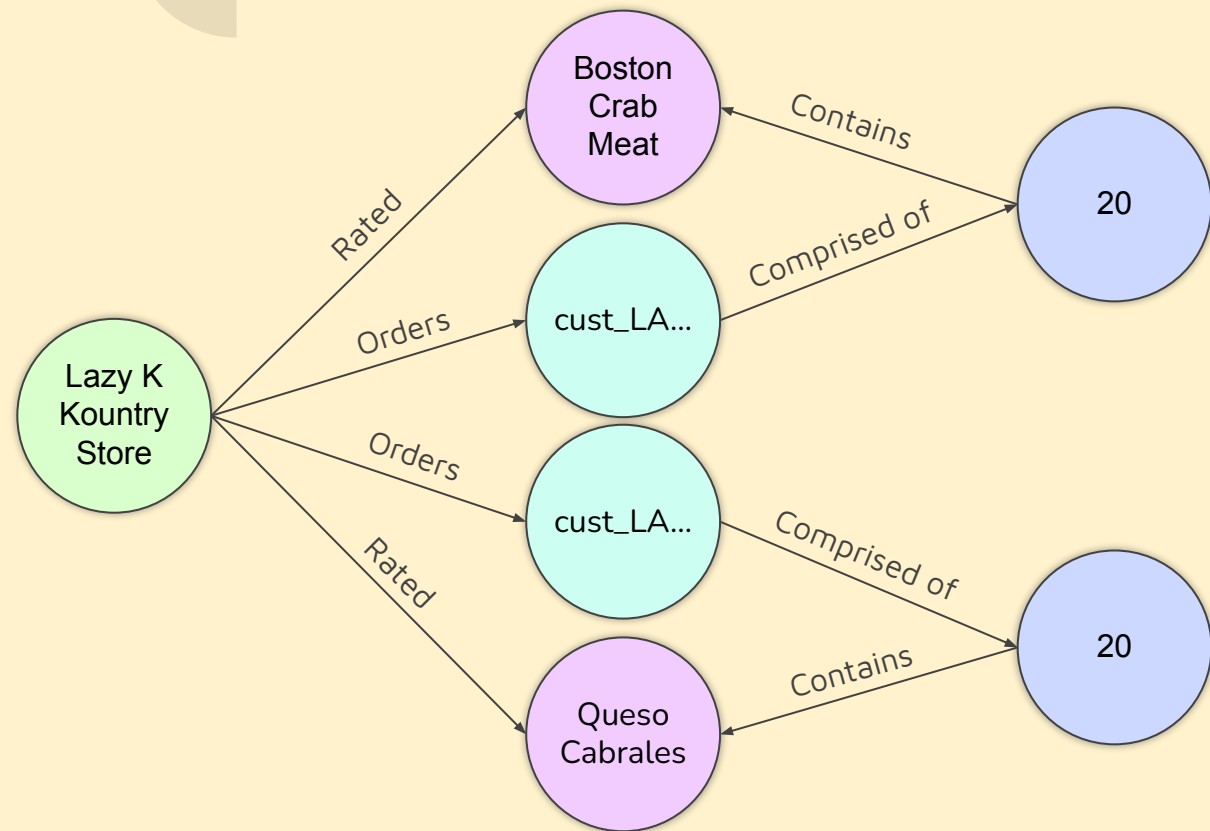 Boston
Crab
Meat
Contains
20
Rated
Comprised of
Orders
cust_LA...
Lazy K
Kountry
Store
Orders
cust_LA...
Comprised of
Rated
20
Contains
Queso
Cabrales